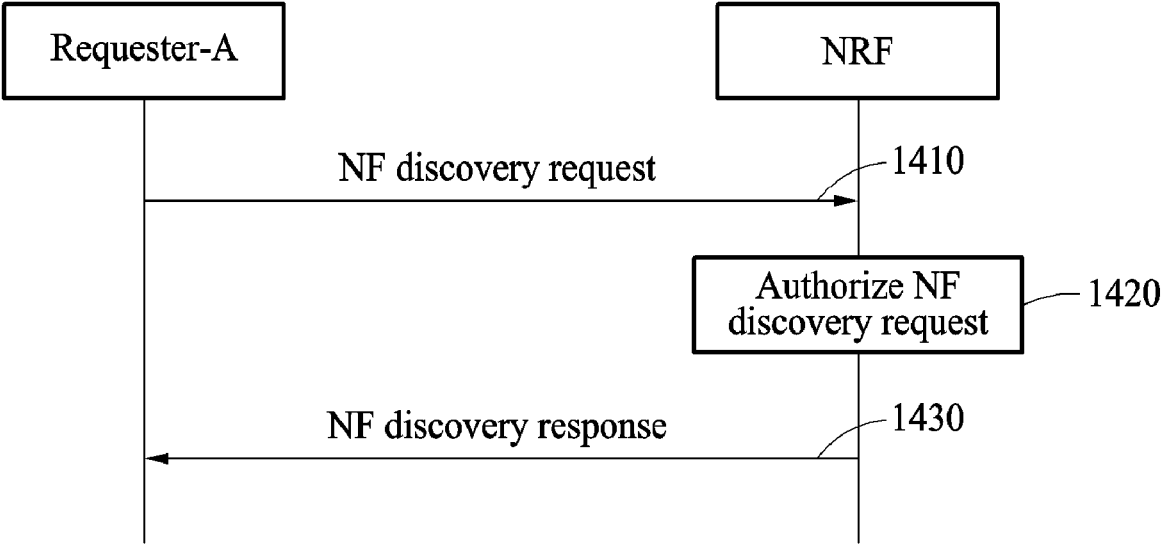 Requester-A
NRF
NF discovery request
1410
Authorize NF
discovery request
1420
NF discovery response
1430